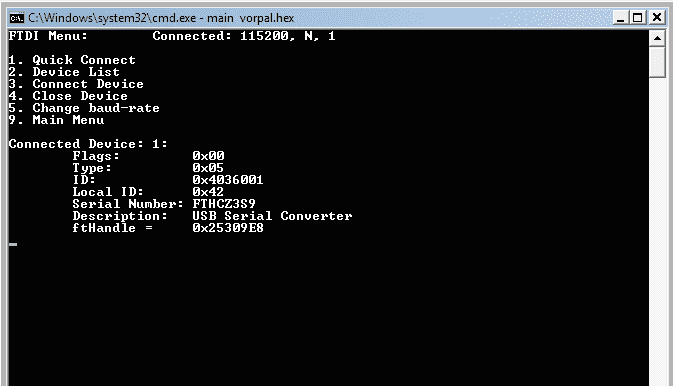 C:\Windows\system32\cmd.exe - main  vorpal.hex
FTDI Menu:        Connected: 115200, N, 1
1. Quick Connect
2. Device List
3. Connect Device
4. Close Device
5. Change baud-rate
9. Main Menu
Connected Device: 1:
        Flags:         0x00
        Type:          0x05
        ID:            0x4036001
        Local ID:      0x42
        Serial Number: FTHCZ3S9
        Description:   USB Serial Converter
        ftHandle =     0x25309E8